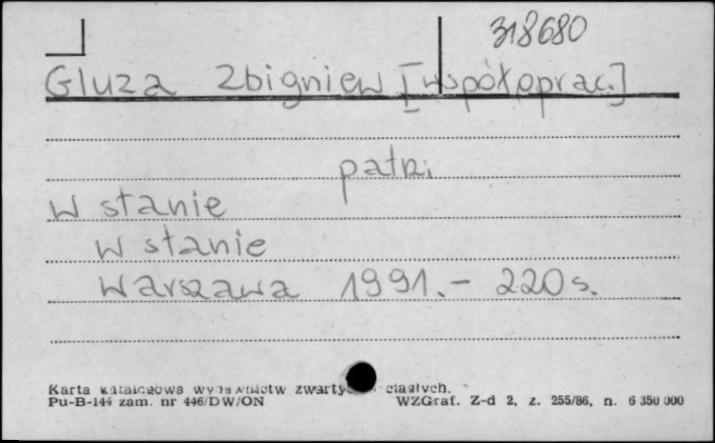 318680
Gluza Zbigniew [współoprac.]
patrz
W stanie
W stanie
Warszawa 1991.- 220 s.
Karta katalogowa wydawnictw zwartych ciągłych.
Pu-B-144 zam. nr 446/DW/ON WZGraf. Z-d 2, z. 255/86, n. 6 350 000